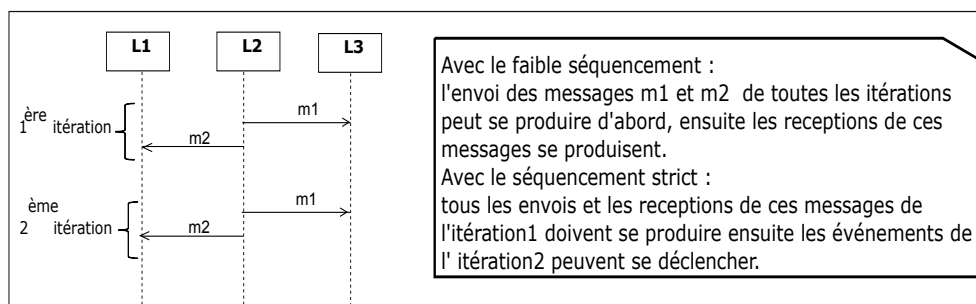 L1
L2
L3
m1
1ère itération
m2
m1
2ème itération
m2
Avec le faible séquencement :
l'envoi des messages m1 et m2 de toutes les itérations
peut se produire d'abord, ensuite les receptions de ces
messages se produisent.
Avec le séquencement strict :
tous les envois et les receptions de ces messages de
l'itération1 doivent se produire ensuite les événements de
l' itération2 peuvent se déclencher.